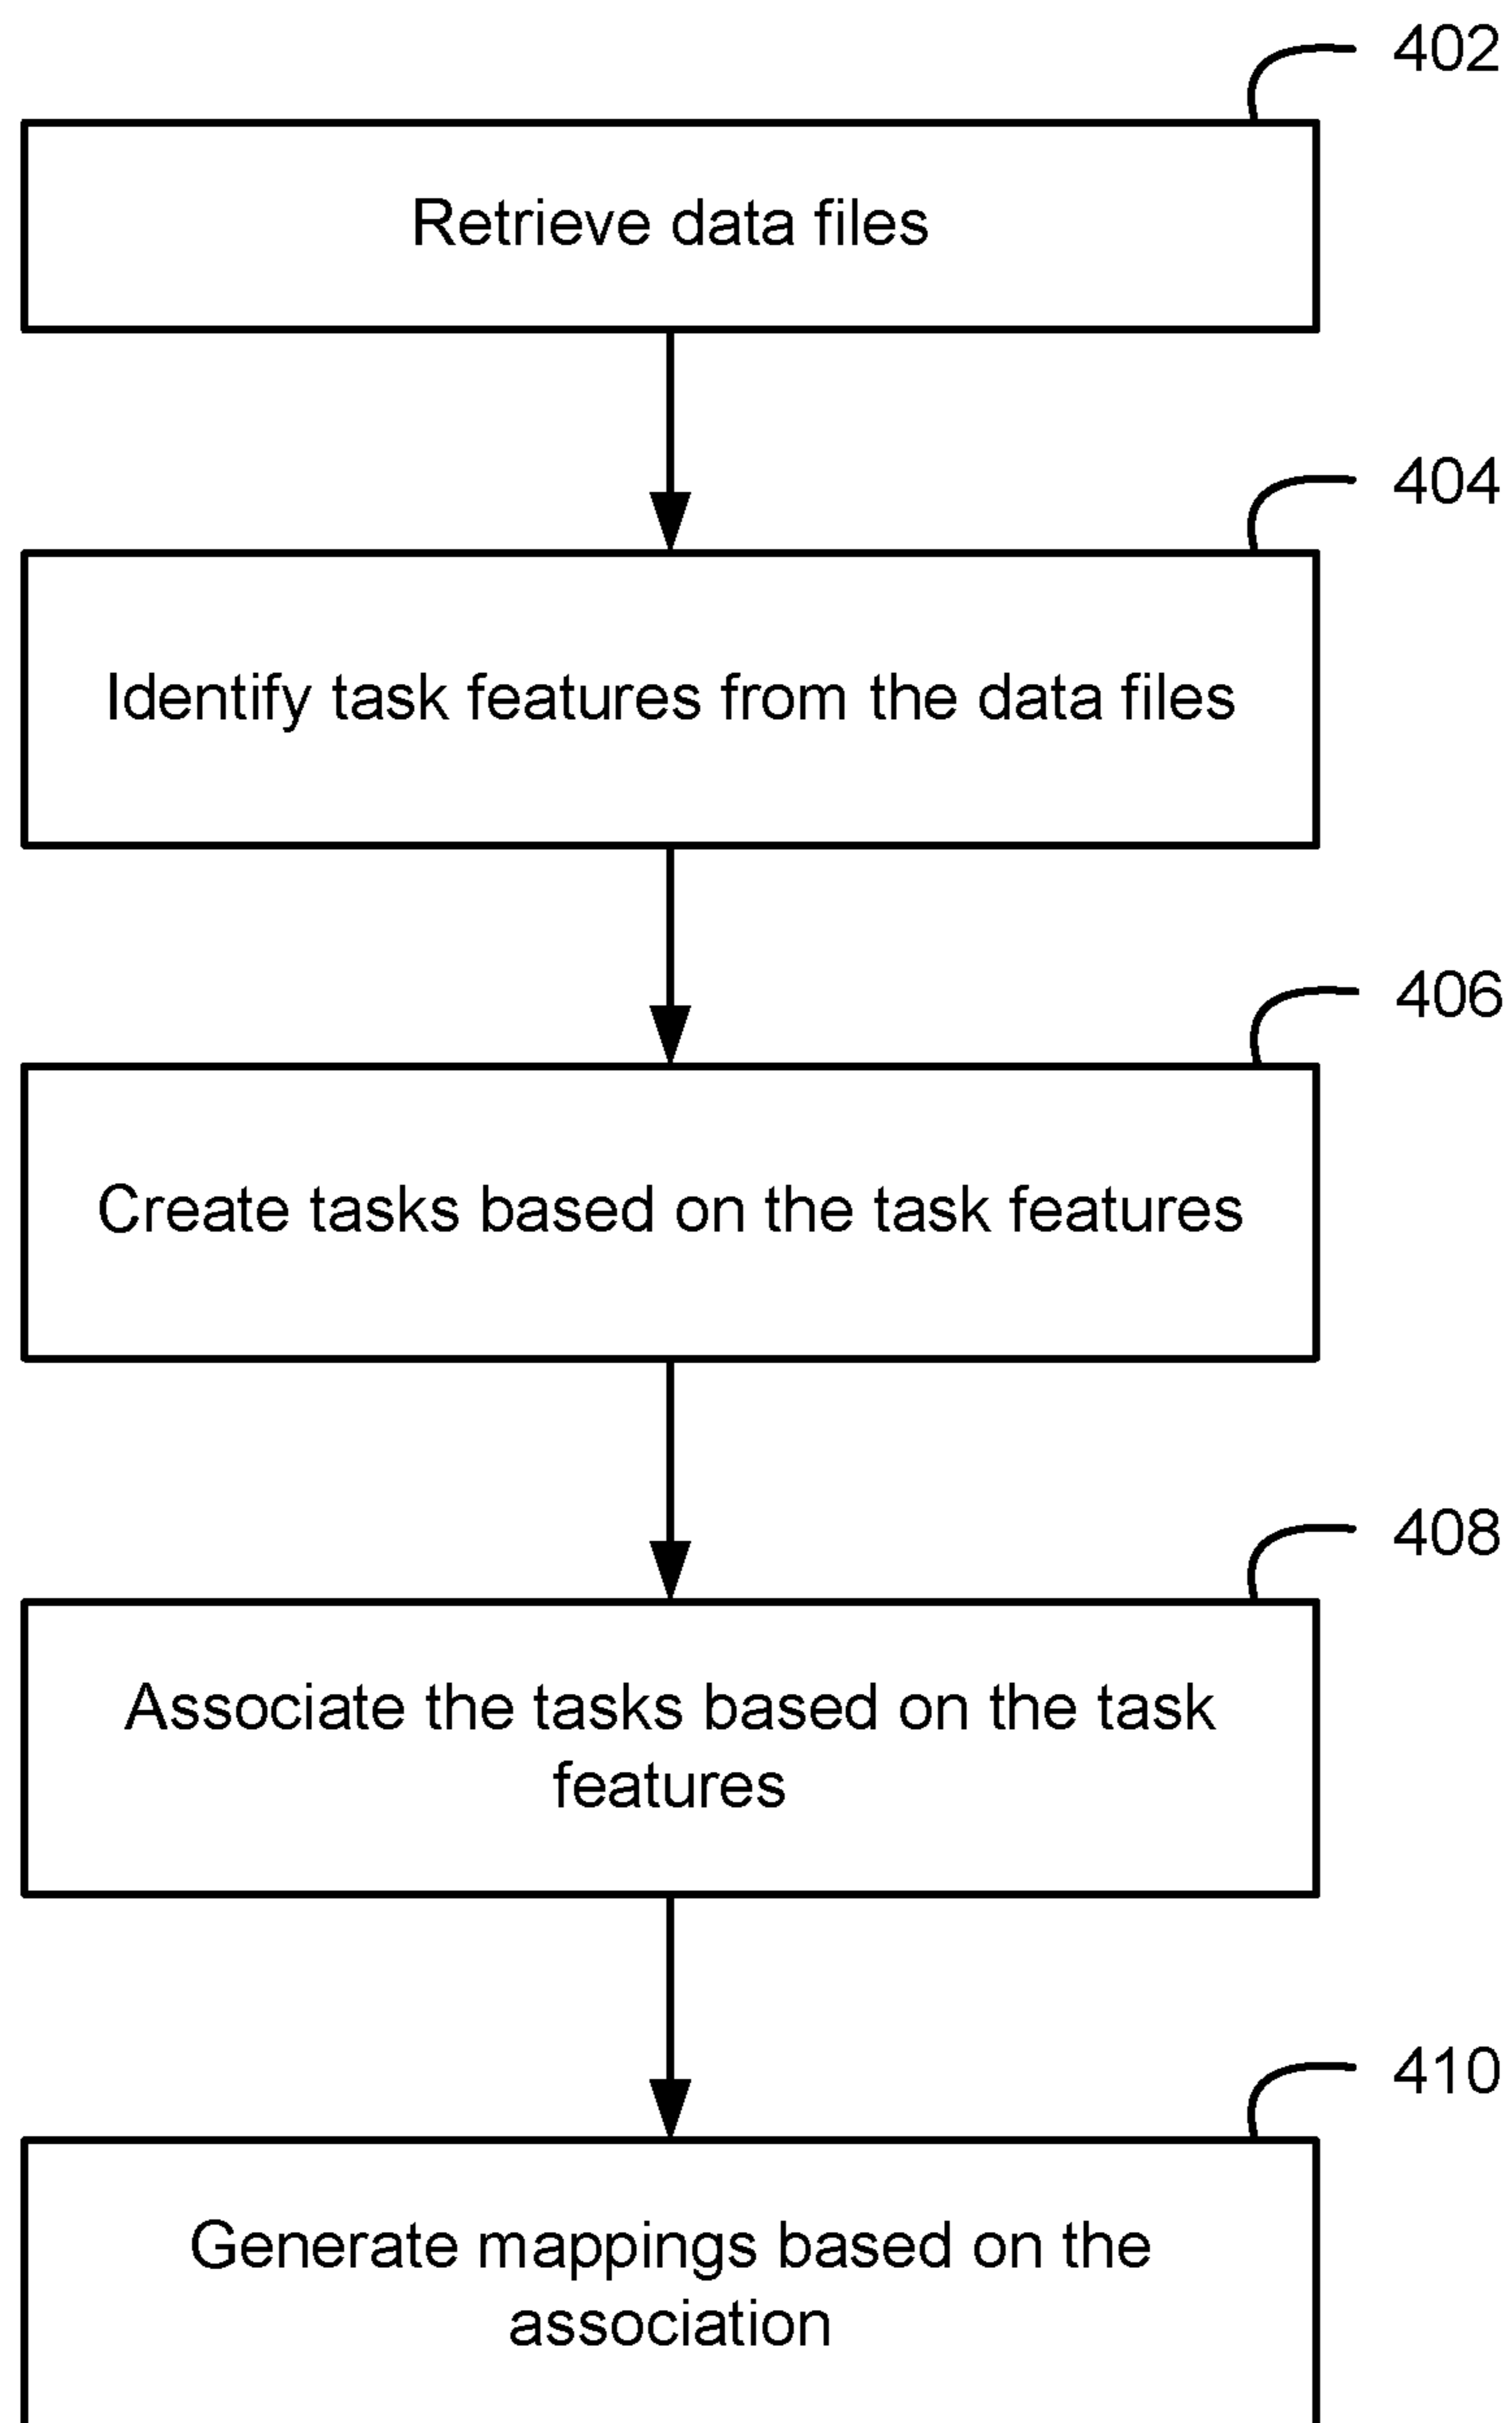 402
Retrieve data files
404
Identify task features from the data files
406
Create tasks based on the task features
408
Associate the tasks based on the task
features
410
Generate mappings based on the
association